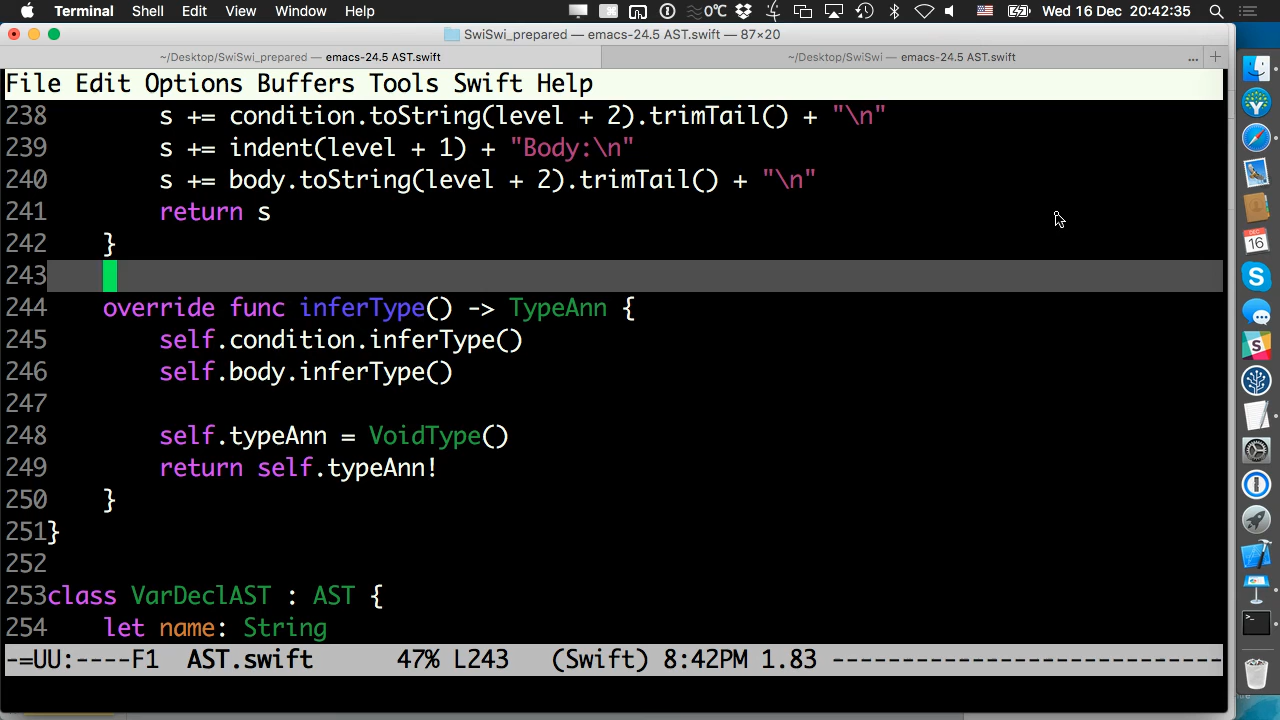 Terminal Shell Edit View Window Help 0°C Wed 16 Dec 20:42:35
SwiSwi_prepared — emacs-24.5 AST.swift — 87×20
~/Desktop/SwiSwi_prepared — emacs-24.5 AST.swift ~/Desktop/SwiSwi — emacs-24.5 AST.swift ... +
File Edit Options Buffers Tools Swift Help
238 s += condition.toString(level + 2).trimTail() + "\n"
239 s += indent(level + 1) + "Body:\n"
240 s += body.toString(level + 2).trimTail() + "\n"
241 return s
242 }
243
244 override func inferType() -> TypeAnn {
245 self.condition.inferType()
246 self.body.inferType()
247
248 self.typeAnn = VoidType()
249 return self.typeAnn!
250 }
251}
252
253class VarDeclAST : AST {
254 let name: String
-=UU:----F1 AST.swift 47% L243 (Swift) 8:42PM 1.83 ----------------------------